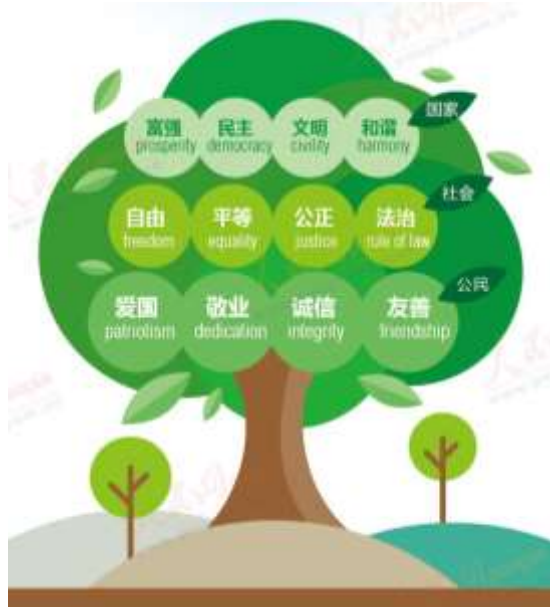 富强 民主 文明 和谐 国家
prosperity democracy civility harmony
自由 平等 公正 法治 社会
freedom equality justice rule of law
爱国 敬业 诚信 友善 公民
patriotism dedication integrity friendship